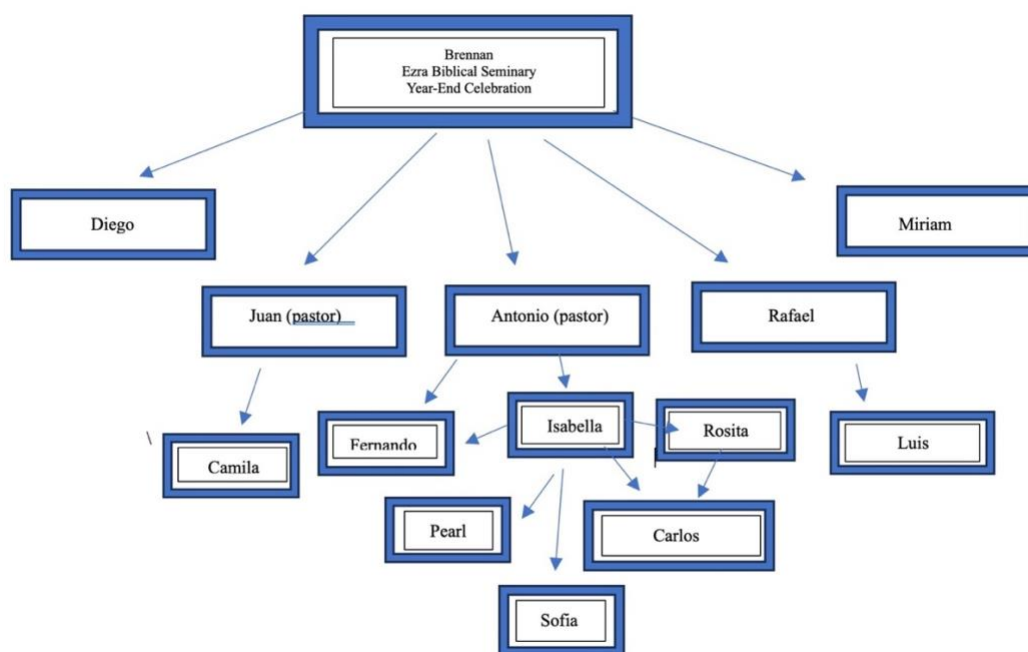 Brennan
Ezra Biblical Seminary
Year-End Celebration
Diego
Miriam
Juan (pastor)
Antonio (pastor)
Rafael
Isabella
Rosita
Fernando
Luis
Camila
Pearl
Carlos
Sofia